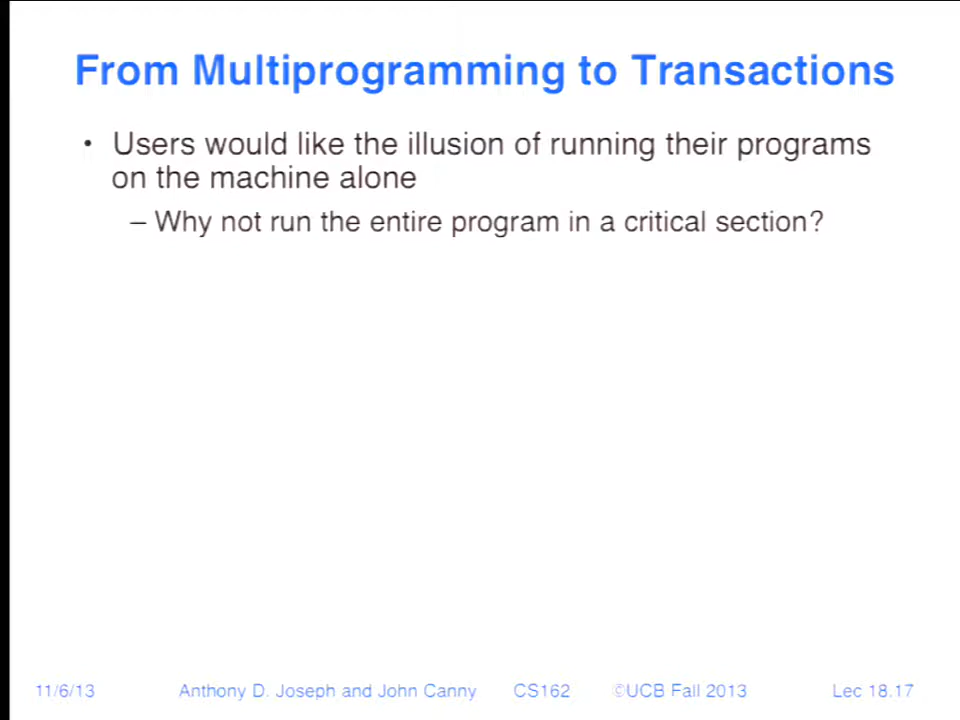 From Multiprogramming to Transactions
• Users would like the illusion of running their programs
on the machine alone
– Why not run the entire program in a critical section?
11/6/13 Anthony D. Joseph and John Canny CS162 ©UCB Fall 2013 Lec 18.17